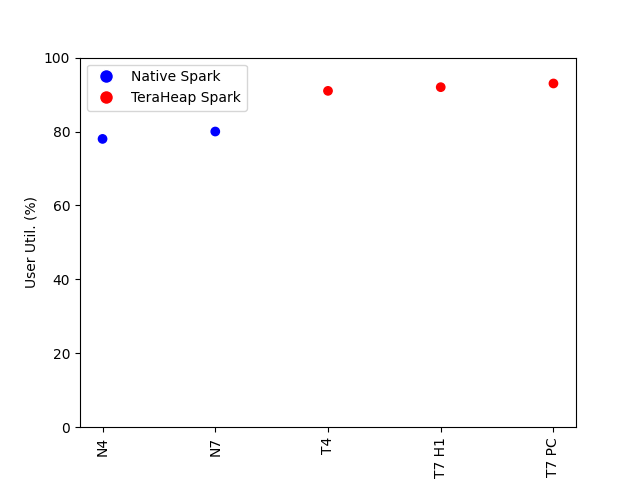 100
80
60
40
20
0
User Util. (%)
Native Spark
TeraHeap Spark
N4
N7
T4
T7 H1
T7 PC